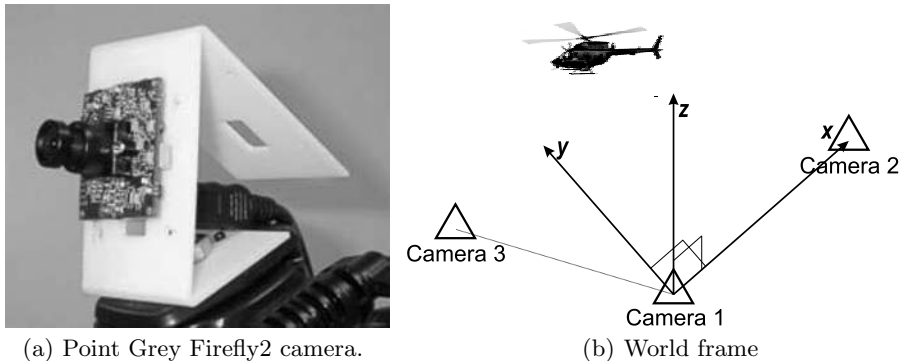 z
x
y
Camera 2
Camera 3
Camera 1
(a) Point Grey Firefly2 camera.
(b) World frame